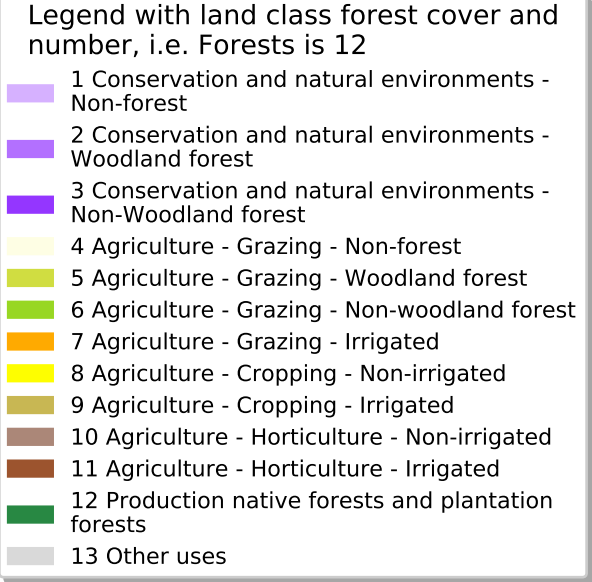 Legend with land class forest cover and
number, i.e. Forests is 12
1 Conservation and natural environments -
Non-forest
2 Conservation and natural environments -
Woodland forest
3 Conservation and natural environments -
Non-Woodland forest
4 Agriculture - Grazing - Non-forest
5 Agriculture - Grazing - Woodland forest
6 Agriculture - Grazing - Non-woodland forest
7 Agriculture - Grazing - Irrigated
8 Agriculture - Cropping - Non-irrigated
9 Agriculture - Cropping - Irrigated
10 Agriculture - Horticulture - Non-irrigated
11 Agriculture - Horticulture - Irrigated
12 Production native forests and plantation
forests
13 Other uses